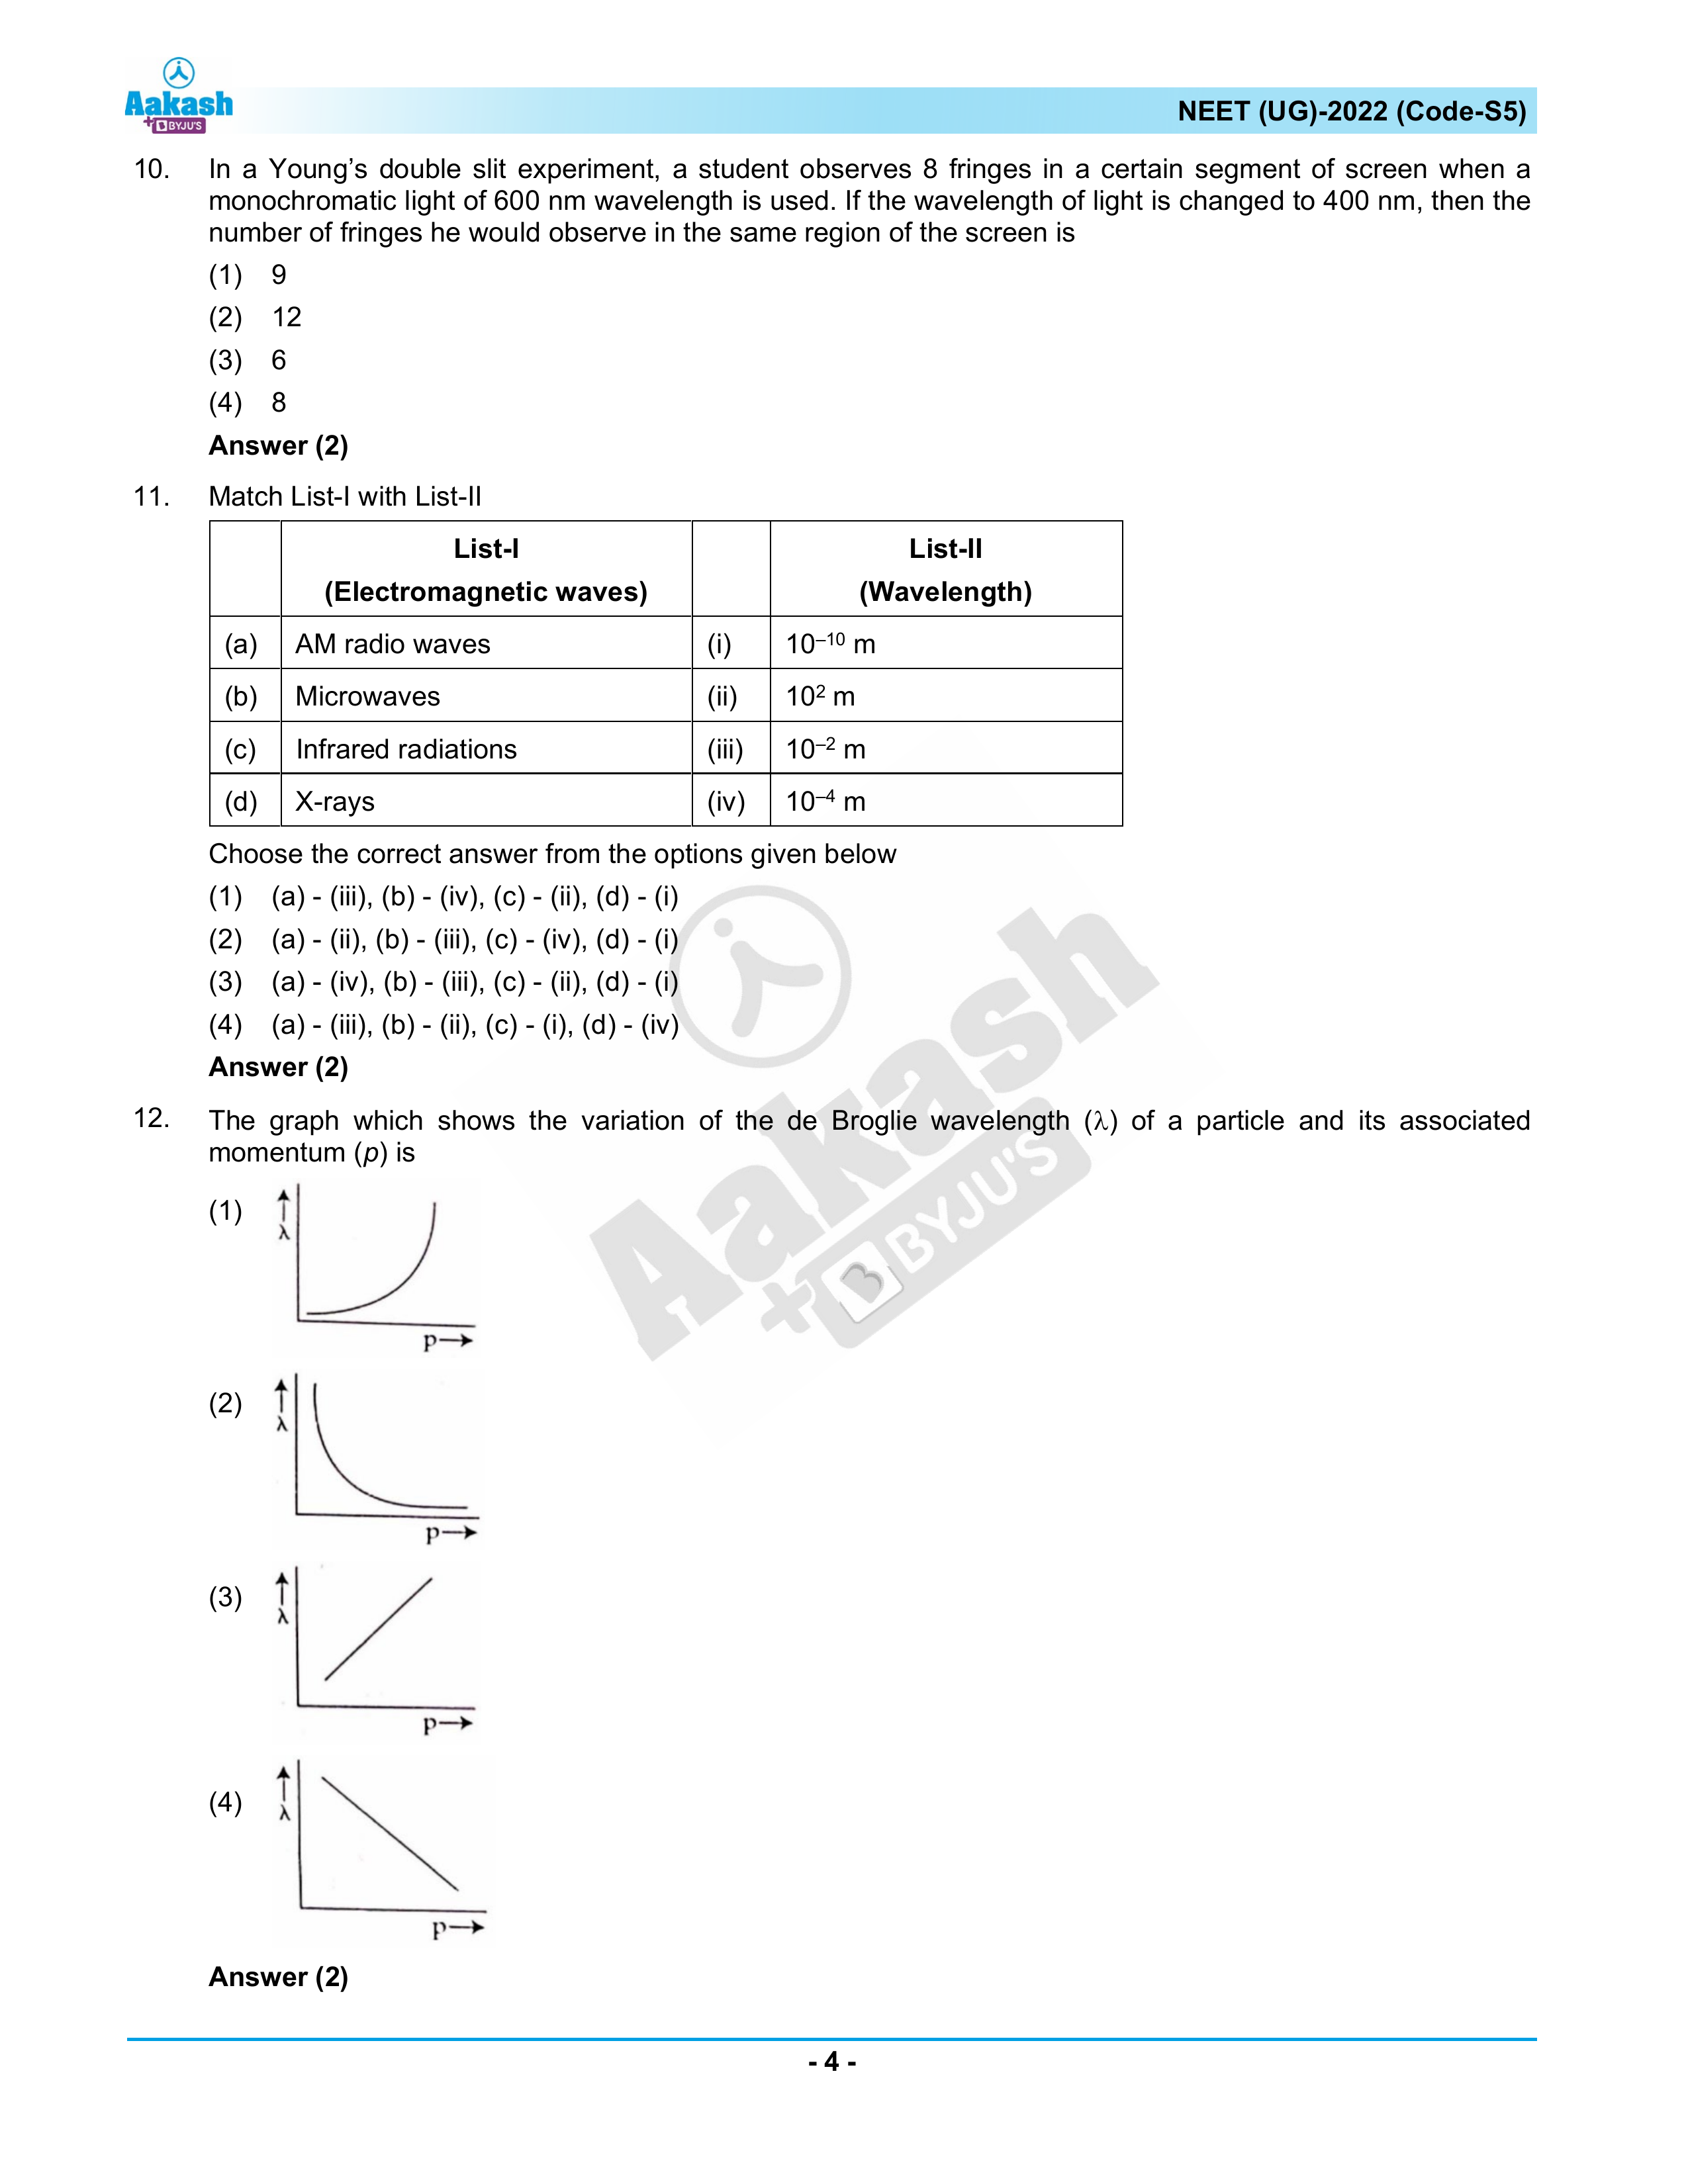 Aakash
+BYJU'S
NEET (UG)-2022 (Code-S5)
10. In a Young’s double slit experiment, a student observes 8 fringes in a certain segment of screen when a
monochromatic light of 600 nm wavelength is used. If the wavelength of light is changed to 400 nm, then the
number of fringes he would observe in the same region of the screen is
(1) 9
(2) 12
(3) 6
(4) 8
Answer (2)
11. Match List-I with List-II
List-I List-II
(Electromagnetic waves) (Wavelength)
(a) AM radio waves (i) 10⁻¹⁰ m
(b) Microwaves (ii) 10² m
(c) Infrared radiations (iii) 10⁻² m
(d) X-rays (iv) 10⁻⁴ m
Choose the correct answer from the options given below
(1) (a) - (iii), (b) - (iv), (c) - (ii), (d) - (i)
(2) (a) - (ii), (b) - (iii), (c) - (iv), (d) - (i)
(3) (a) - (iv), (b) - (iii), (c) - (ii), (d) - (i)
(4) (a) - (iii), (b) - (ii), (c) - (i), (d) - (iv)
Answer (2)
Aakash
+BYJU'S
12. The graph which shows the variation of the de Broglie wavelength (λ) of a particle and its associated
momentum (p) is
(1) λ
p
(2) λ
p
(3) λ
p
(4) λ
p
Answer (2)
- 4 -